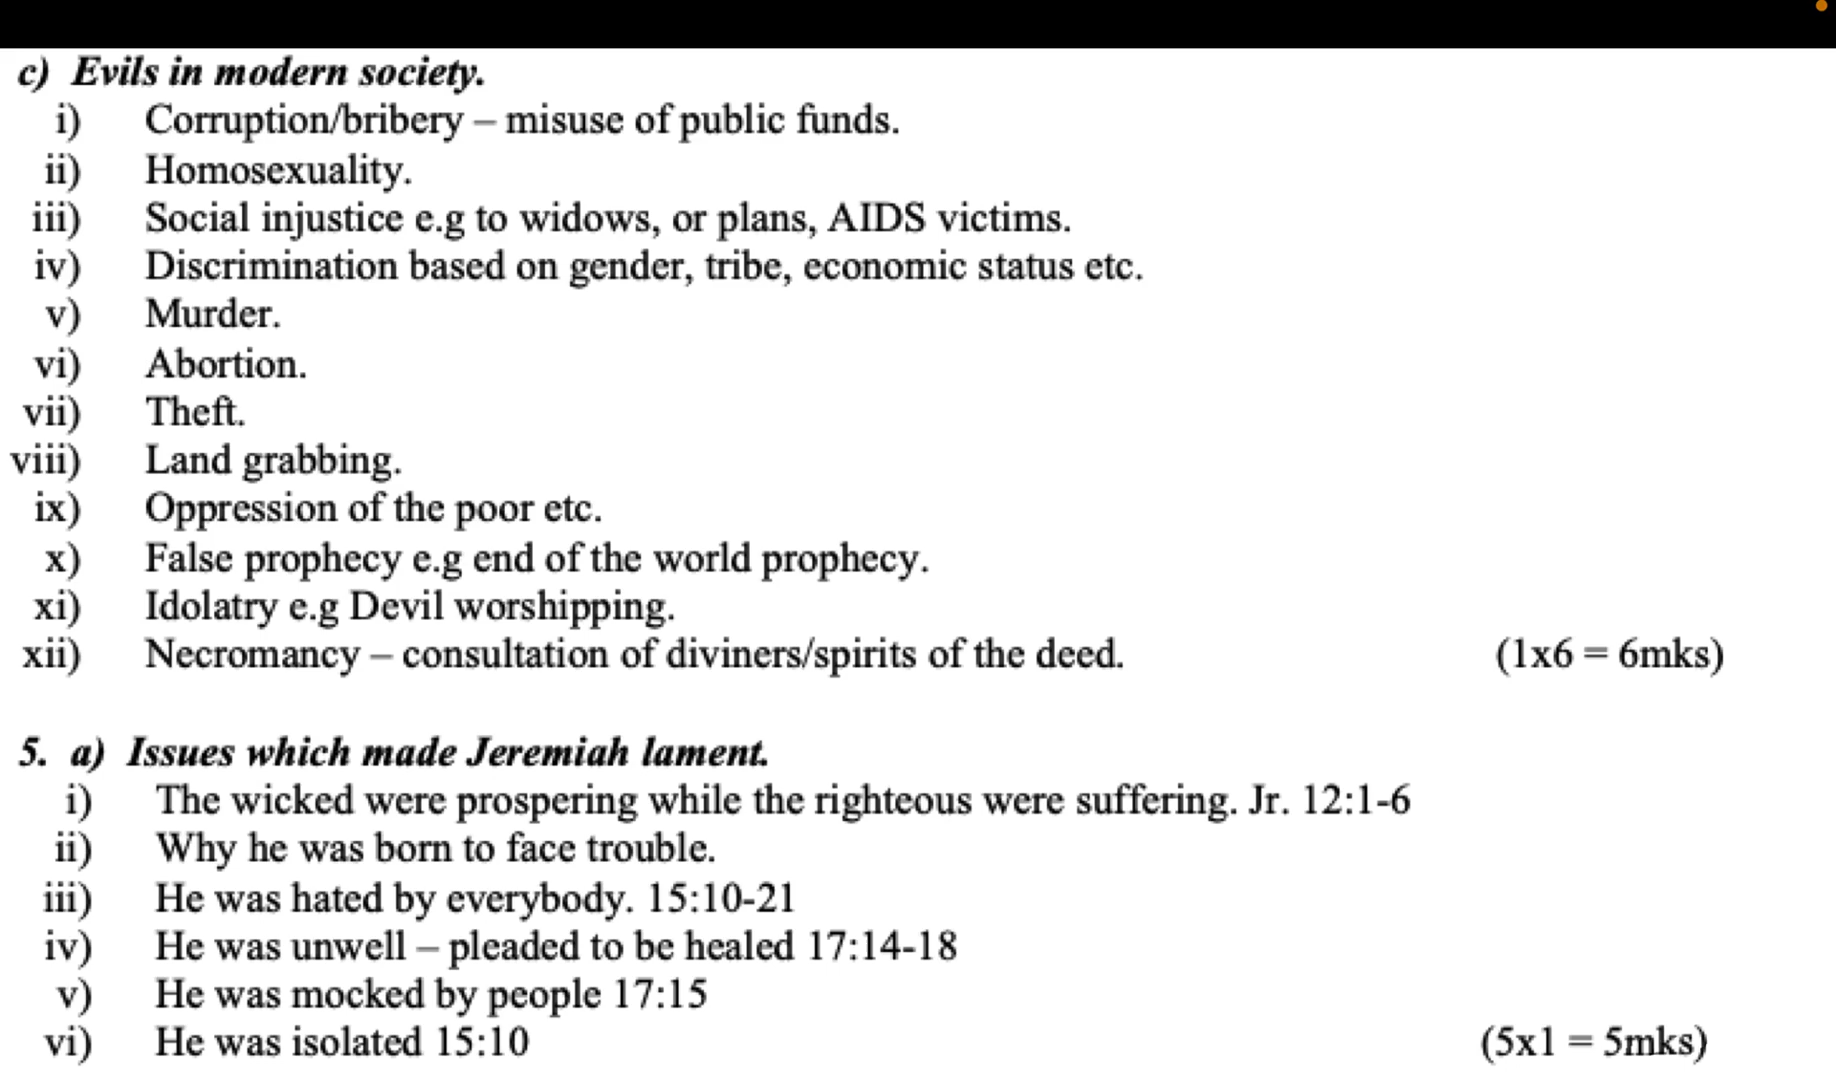 c) Evils in modern society.
i) Corruption/bribery – misuse of public funds.
ii) Homosexuality.
iii) Social injustice e.g to widows, or plans, AIDS victims.
iv) Discrimination based on gender, tribe, economic status etc.
v) Murder.
vi) Abortion.
vii) Theft.
viii) Land grabbing.
ix) Oppression of the poor etc.
x) False prophecy e.g end of the world prophecy.
xi) Idolatry e.g Devil worshipping.
xii) Necromancy – consultation of diviners/spirits of the deed. (1x6 = 6mks)
5. a) Issues which made Jeremiah lament.
i) The wicked were prospering while the righteous were suffering. Jr. 12:1-6
ii) Why he was born to face trouble.
iii) He was hated by everybody. 15:10-21
iv) He was unwell – pleaded to be healed 17:14-18
v) He was mocked by people 17:15
vi) He was isolated 15:10 (5x1 = 5mks)